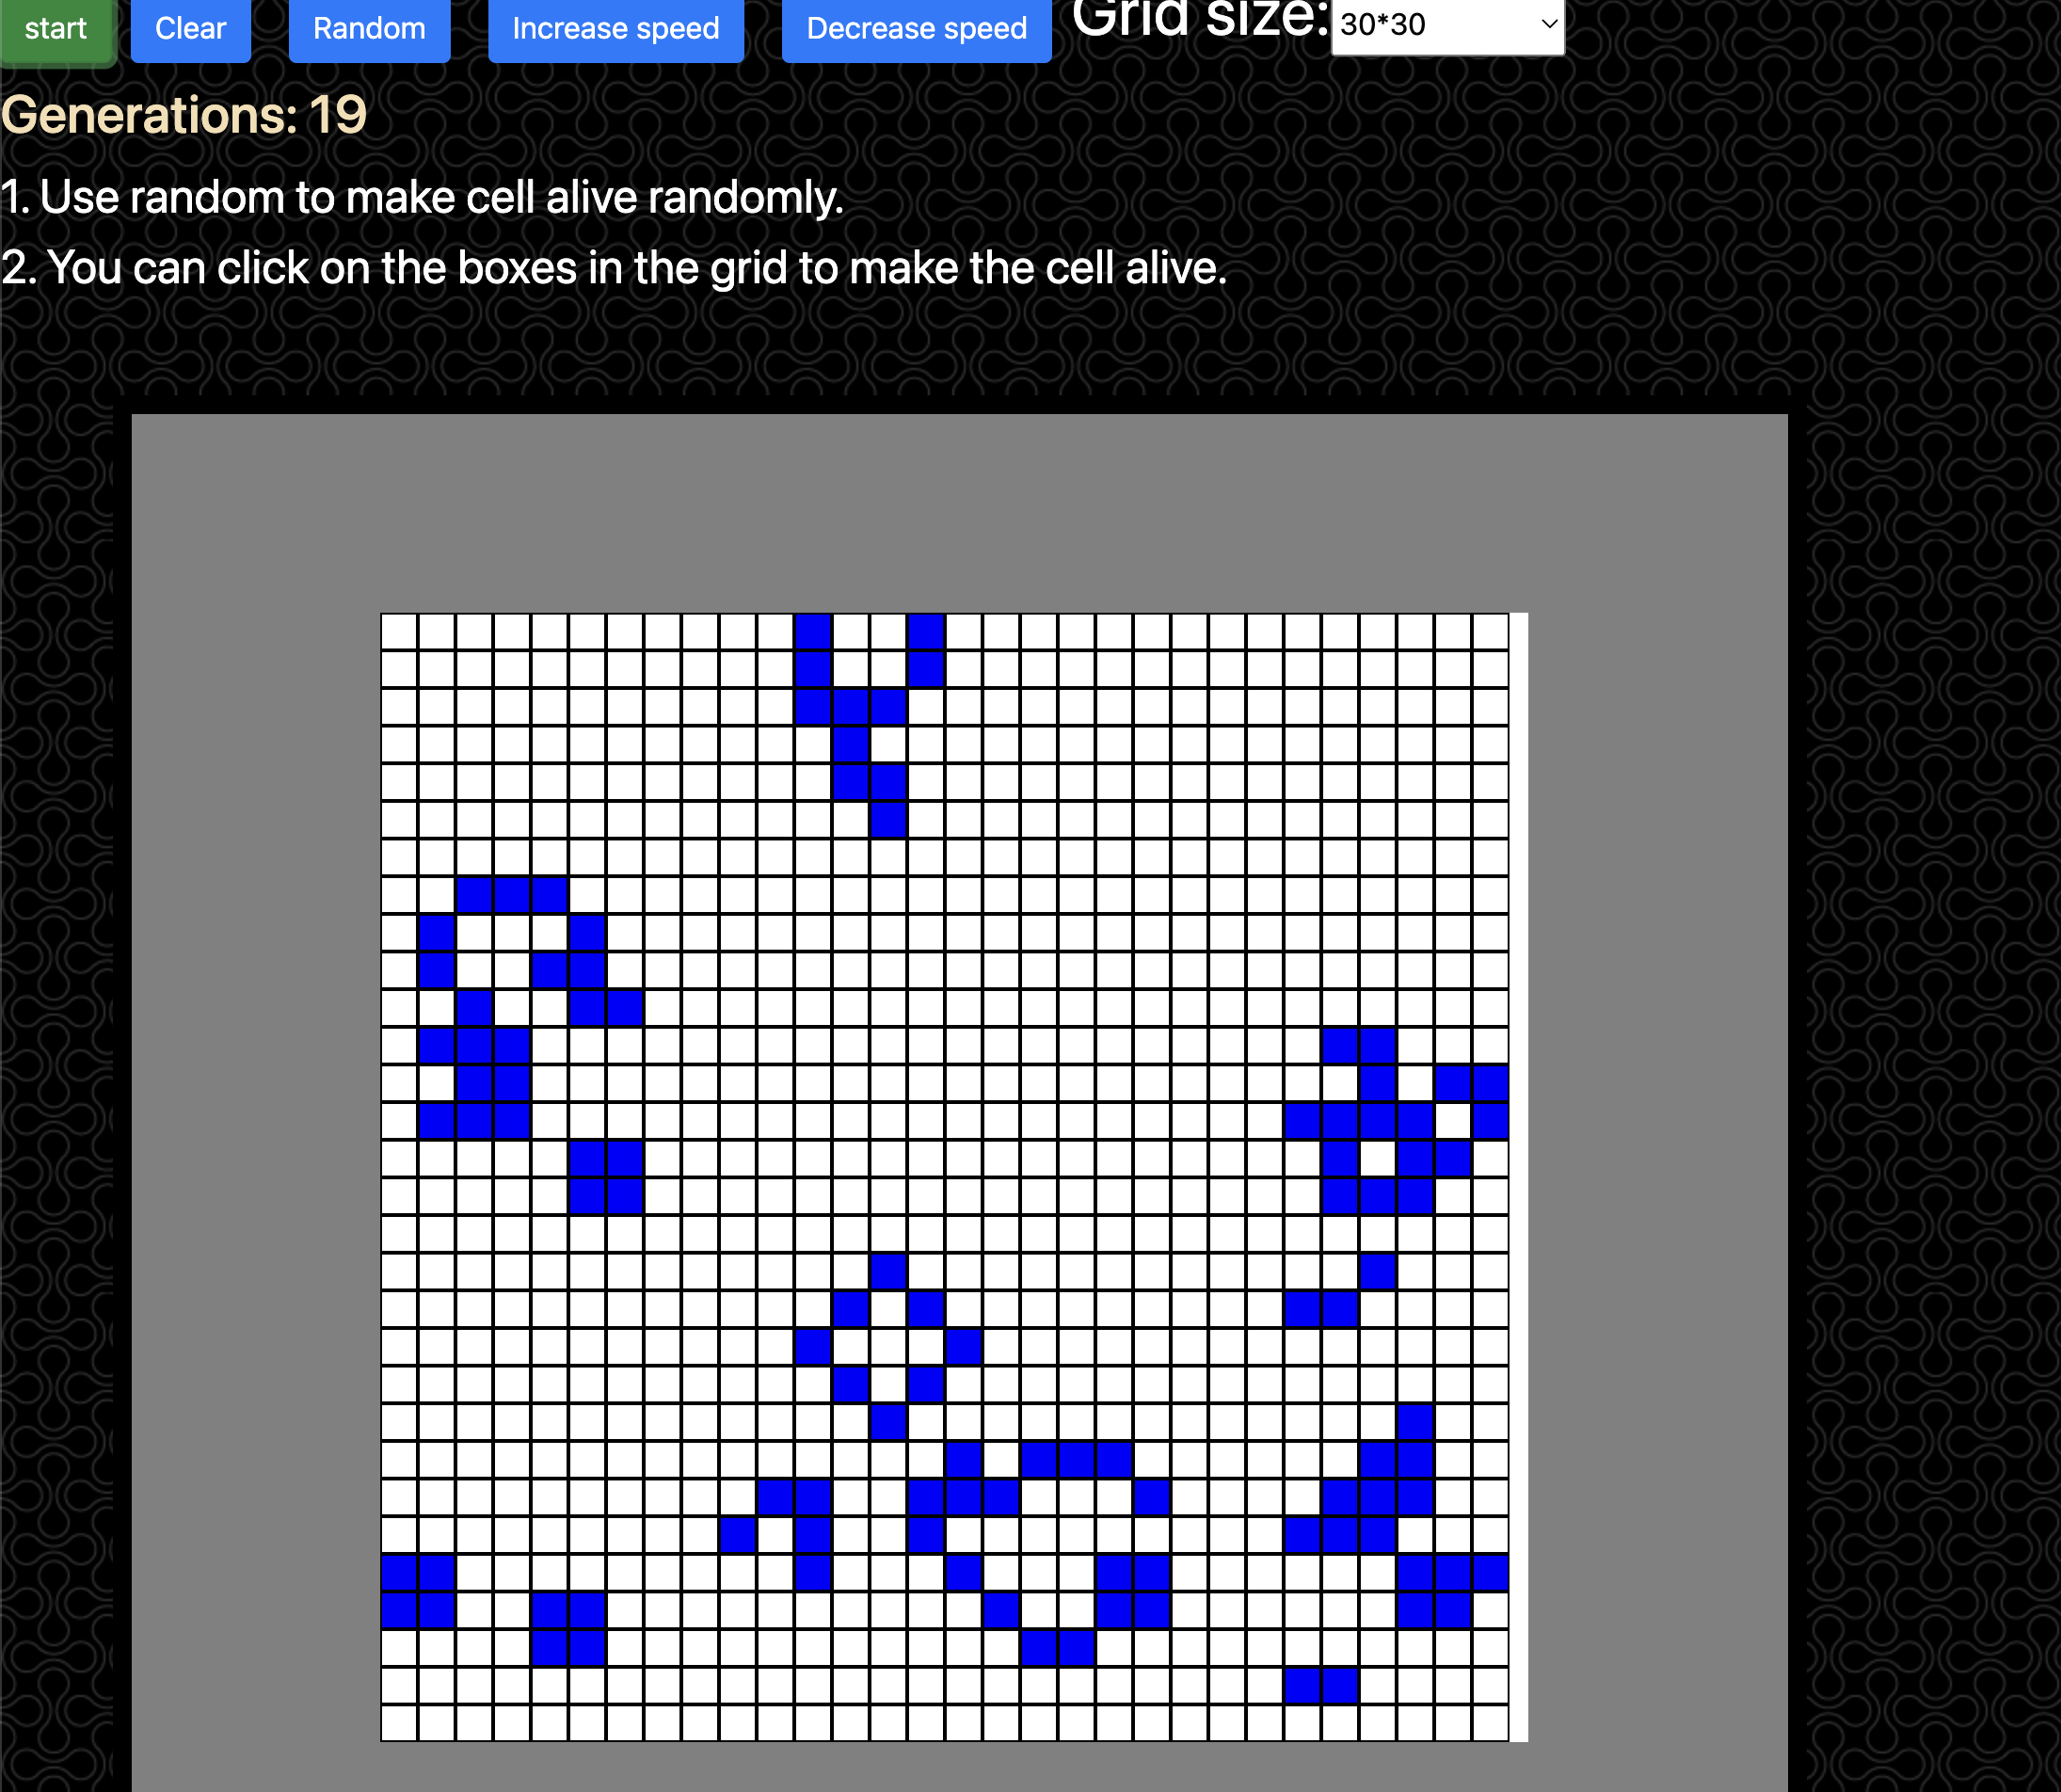 start Clear Random Increase speed Decrease speed Grid size: 30*30
Generations: 19
1. Use random to make cell alive randomly.
2. You can click on the boxes in the grid to make the cell alive.